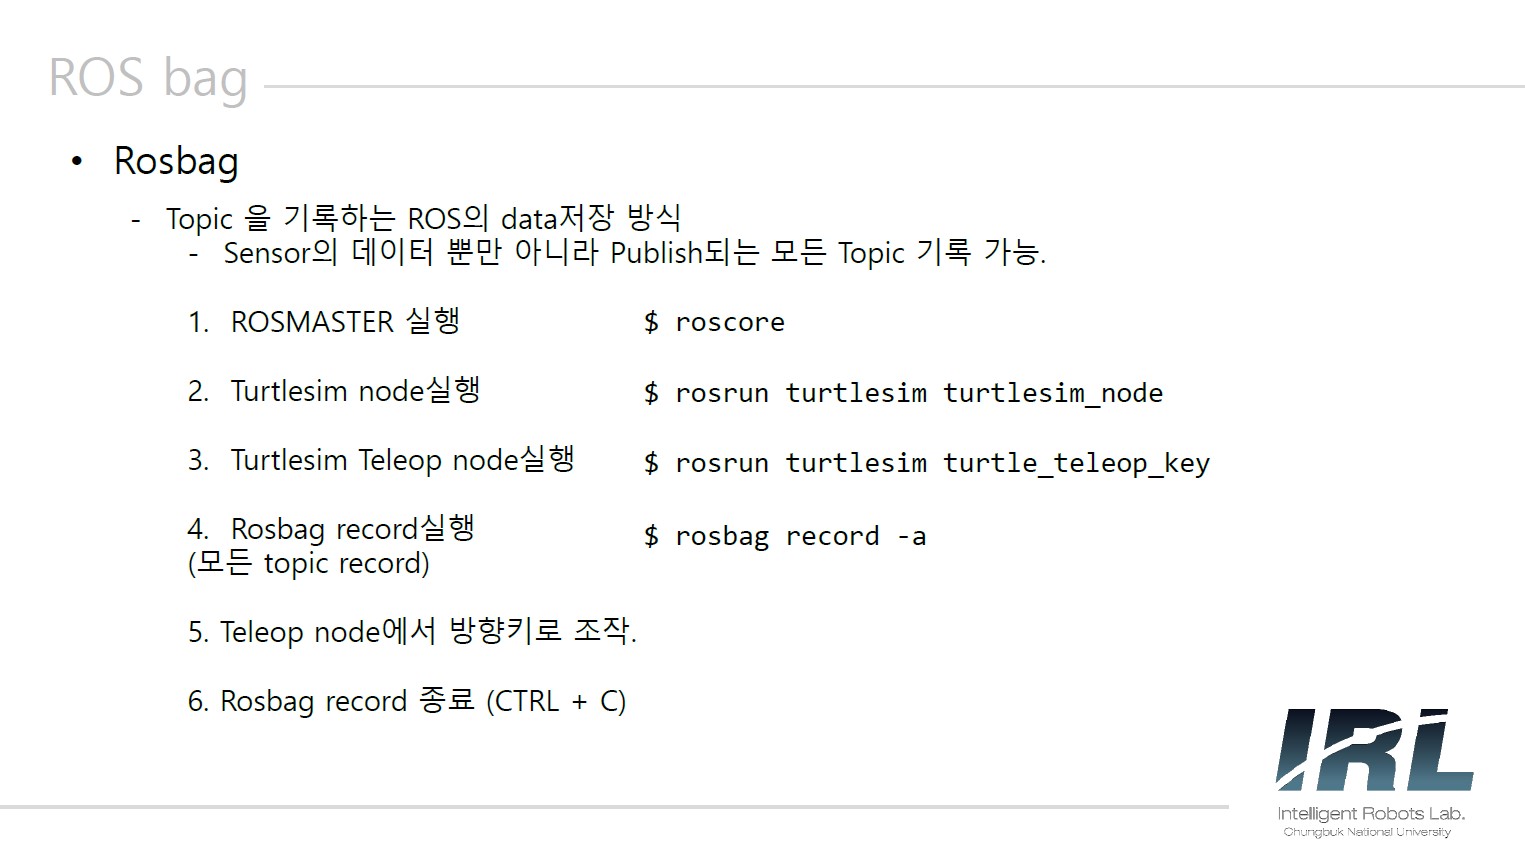 ROS bag
• Rosbag
- Topic 을 기록하는 ROS의 data저장 방식
- Sensor의 데이터 뿐만 아니라 Publish되는 모든 Topic 기록 가능.
1. ROSMASTER 실행 $ roscore
2. Turtlesim node실행 $ rosrun turtlesim turtlesim_node
3. Turtlesim Teleop node실행 $ rosrun turtlesim turtle_teleop_key
4. Rosbag record실행 $ rosbag record -a
(모든 topic record)
5. Teleop node에서 방향키로 조작.
6. Rosbag record 종료 (CTRL + C)
IRL
Intelligent Robots Lab.
Chungbuk National University